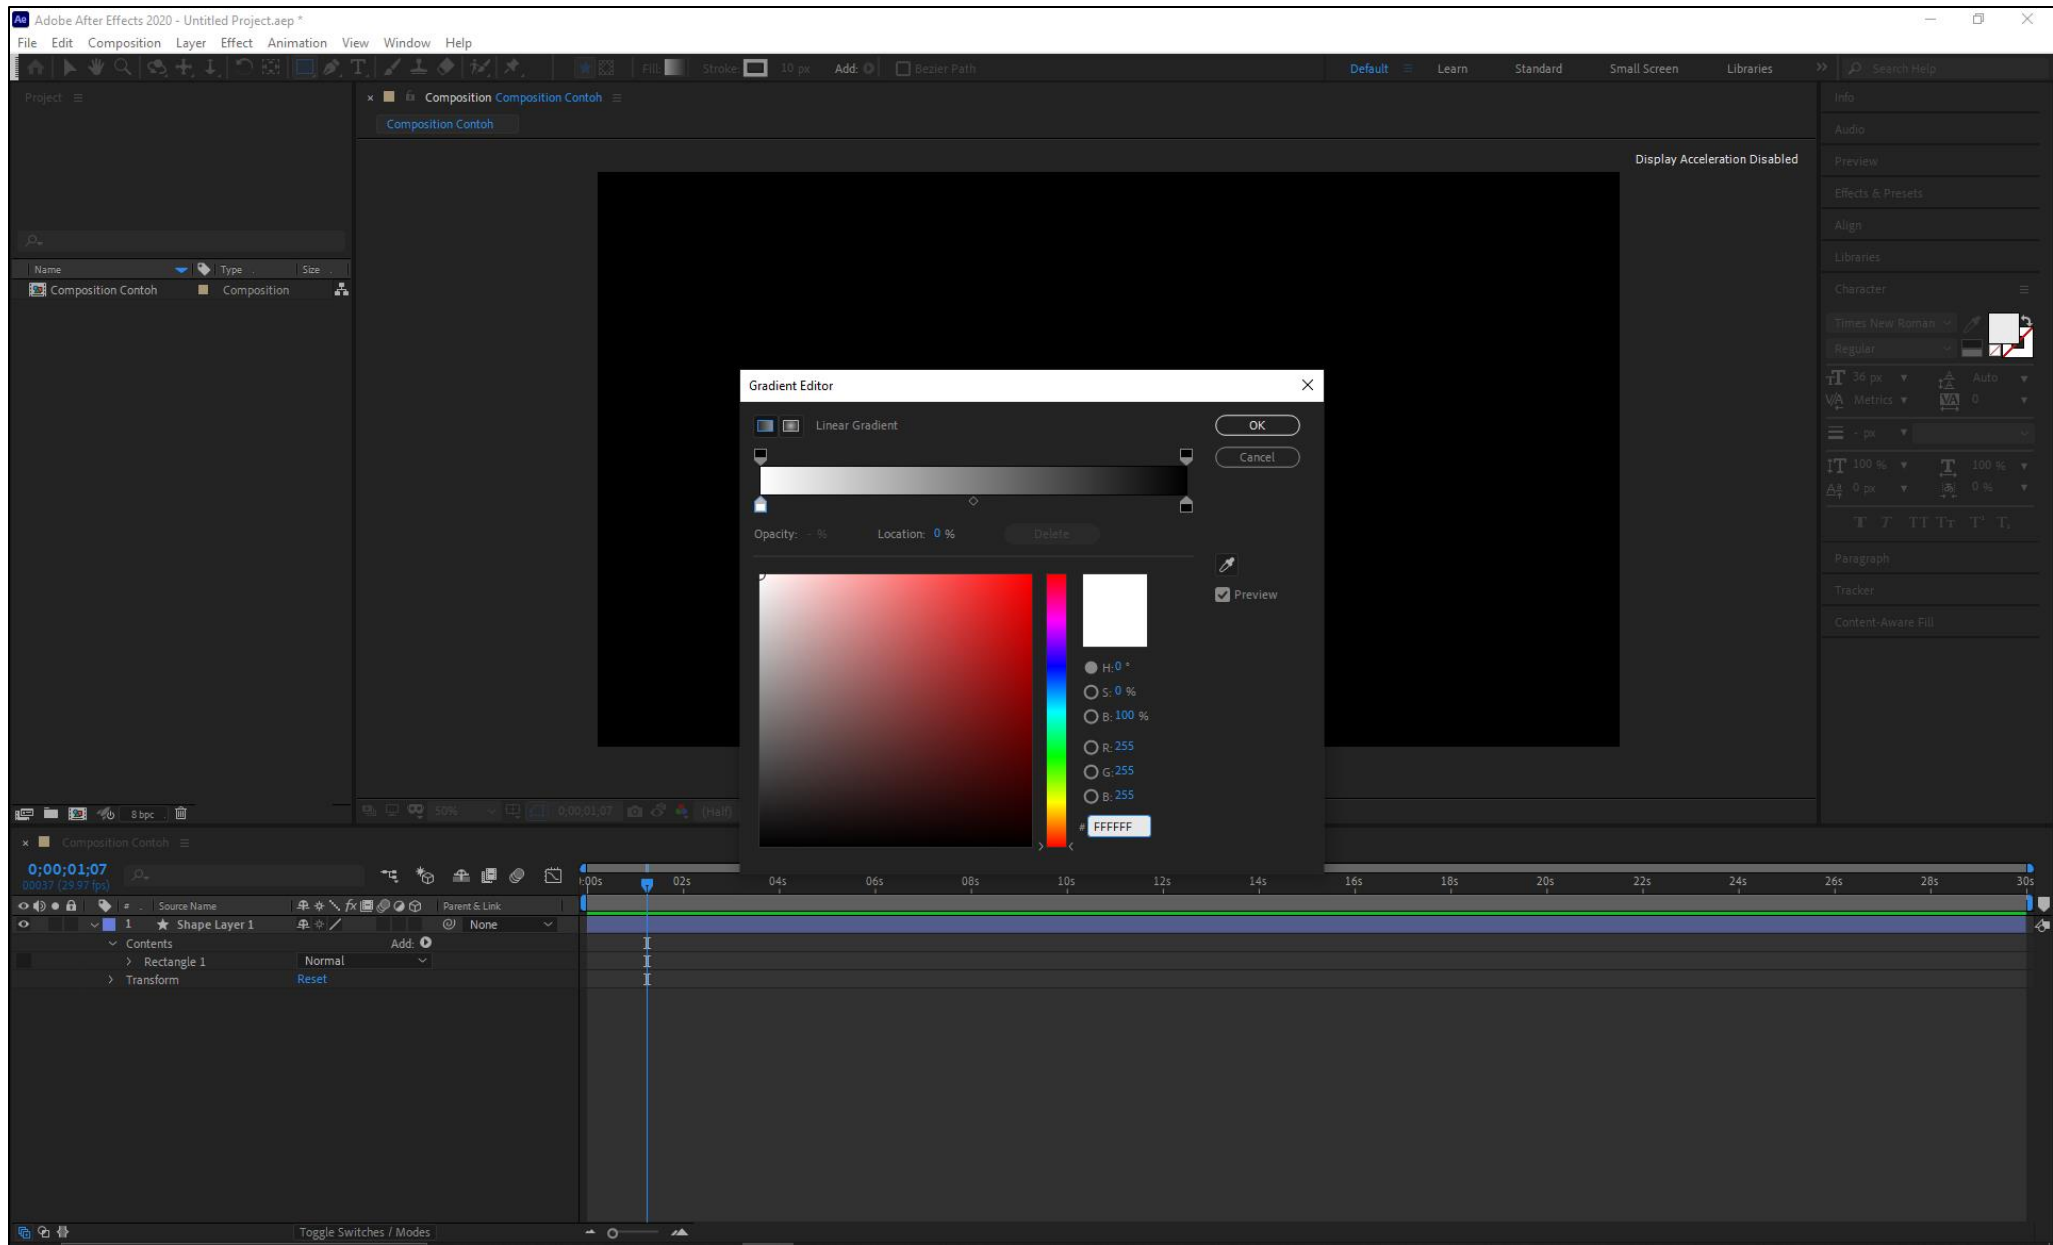 Ae Adobe After Effects 2020 - Untitled Project.aep *
File Edit Composition Layer Effect Animation View Window Help
Fill: Stroke: 10 px Add: Bezier Path Default Learn Standard Small Screen Libraries Search Help
Project
Composition Composition Contoh
Composition Contoh
Display Acceleration Disabled
Name Type Size
Composition Contoh Composition
8 bpc
50% 0;00;01;07 (Half)
Info
Audio
Preview
Effects & Presets
Align
Libraries
Character
Times New Roman
Regular
36 px Auto
Metrics 0
- px
100 % 100 %
0 px 0 %
T T TT Tт T' T,
Paragraph
Tracker
Content-Aware Fill
Gradient Editor
Linear Gradient OK
Cancel
Opacity: - % Location: 0 % Delete
Preview
H: 0 °
S: 0 %
B: 100 %
R: 255
G: 255
B: 255
# FFFFFF
Composition Contoh
0;00;01;07
00037 (29.97 fps)
:00s 02s 04s 06s 08s 10s 12s 14s 16s 18s 20s 22s 24s 26s 28s 30s
# Source Name fx Parent & Link
1 Shape Layer 1 None
Contents Add:
Rectangle 1 Normal
Transform Reset
Toggle Switches / Modes